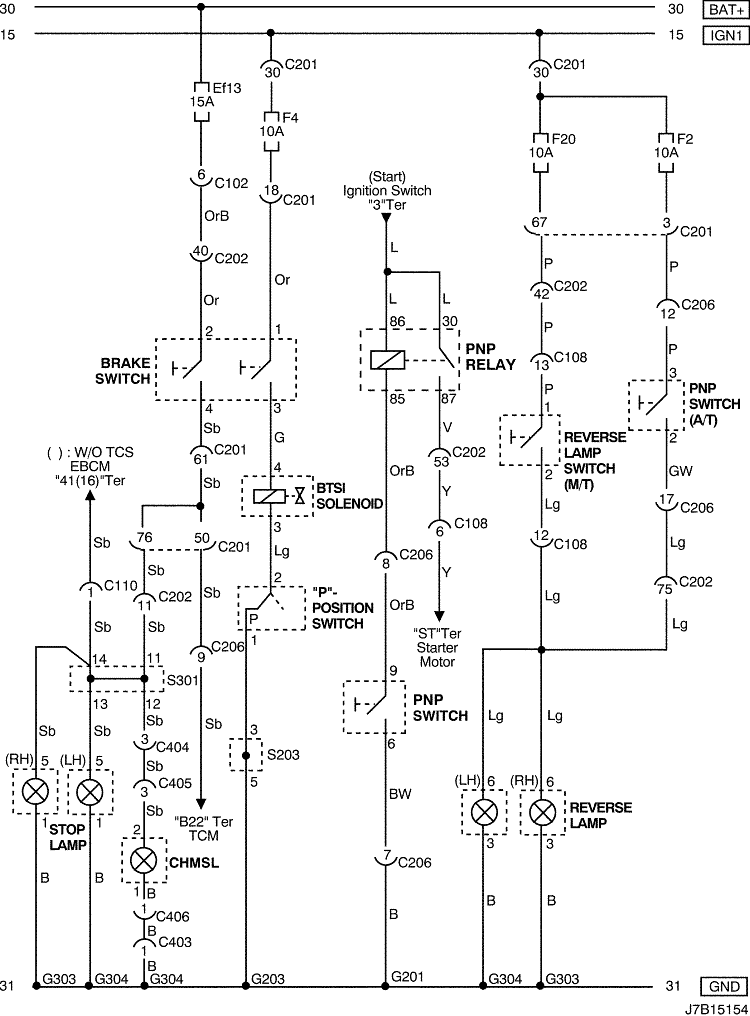 30 30 BAT+
15 15 IGN1
C201 C201
30 30
Ef13
15A
F4
10A
F20
10A
F2
10A
6 C102
18 C201
(Start)
Ignition Switch
"3"Ter
OrB
67 3 C201
40 C202
L
P P
Or Or
L L
42 C202
12 C206
P P
2 1
86 30
BRAKE
SWITCH
PNP
RELAY
13 C108
P
3
PNP
SWITCH
(A/T)
4 3
85 87
1
2
Sb G
V
REVERSE
LAMP
SWITCH
(M/T)
( ) : W/O TCS
EBCM
"41(16)"Ter
61 C201
4
53 C202
2
GW
Sb
BTSI
SOLENOID
OrB
Y
Lg
17 C206
3
76 50 C201
6 C108
12 C108
Lg
Sb
Lg
8 C206
Y
1 C110
Sb
11 C202
Sb
2
"P"-
POSITION
SWITCH
P
OrB
Lg
75 C202
Sb Sb
1
"ST"Ter
Starter
Motor
Lg
9 C206
14 11
S301
9
PNP
SWITCH
13 12
6
Sb Sb Sb Sb
3
S203
5
Lg Lg
3 C404
Sb
(RH) 5 (LH) 5
3 C405
BW
(LH) 6 (RH) 6
REVERSE
LAMP
1 1
STOP
LAMP
Sb
"B22" Ter
TCM
2
CHMSL
3 3
7 C206
B B
1 B
B B
1 C406
B
B
1 C403
B
31 G303 G304 G304 G203 G201 G304 G303 31 GND
J7B15154